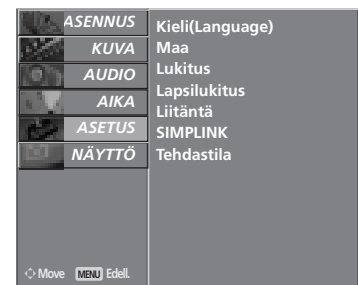 ASENNUS
KUVA
AUDIO
AIKA
ASETUS
NÄYTTÖ
Kieli(Language)
Maa
Lukitus
Lapsilukitus
Liitäntä
SIMPLINK
Tehdastila
Move MENU Edell.